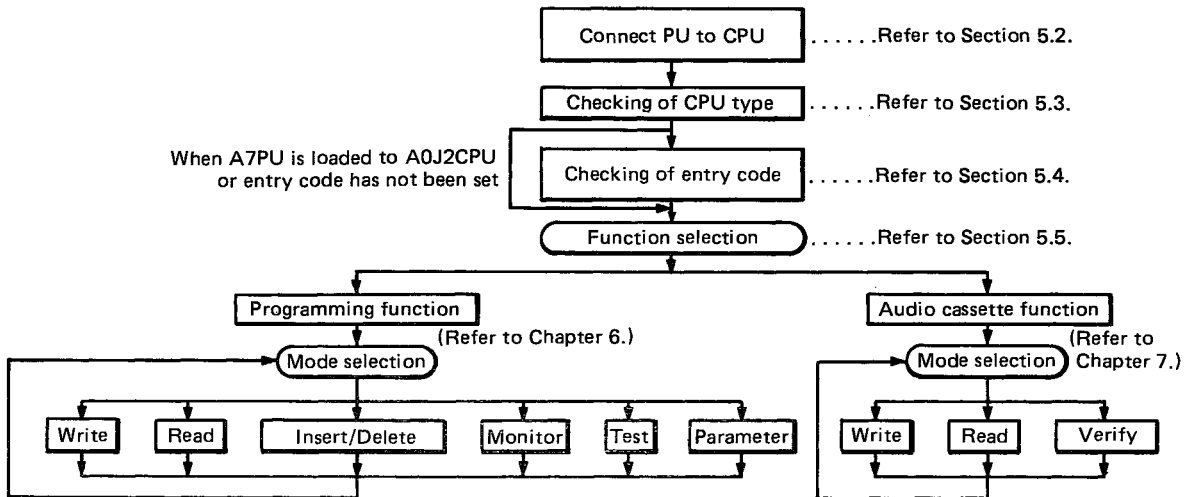 Connect PU to CPU ......Refer to Section 5.2.
Checking of CPU type ......Refer to Section 5.3.
When A7PU is loaded to A0J2CPU
or entry code has not been set
Checking of entry code ......Refer to Section 5.4.
Function selection ......Refer to Section 5.5.
Programming function
(Refer to Chapter 6.)
Mode selection
Write Read Insert/Delete Monitor Test Parameter
Audio cassette function
(Refer to
Chapter 7.)
Mode selection
Write Read Verify